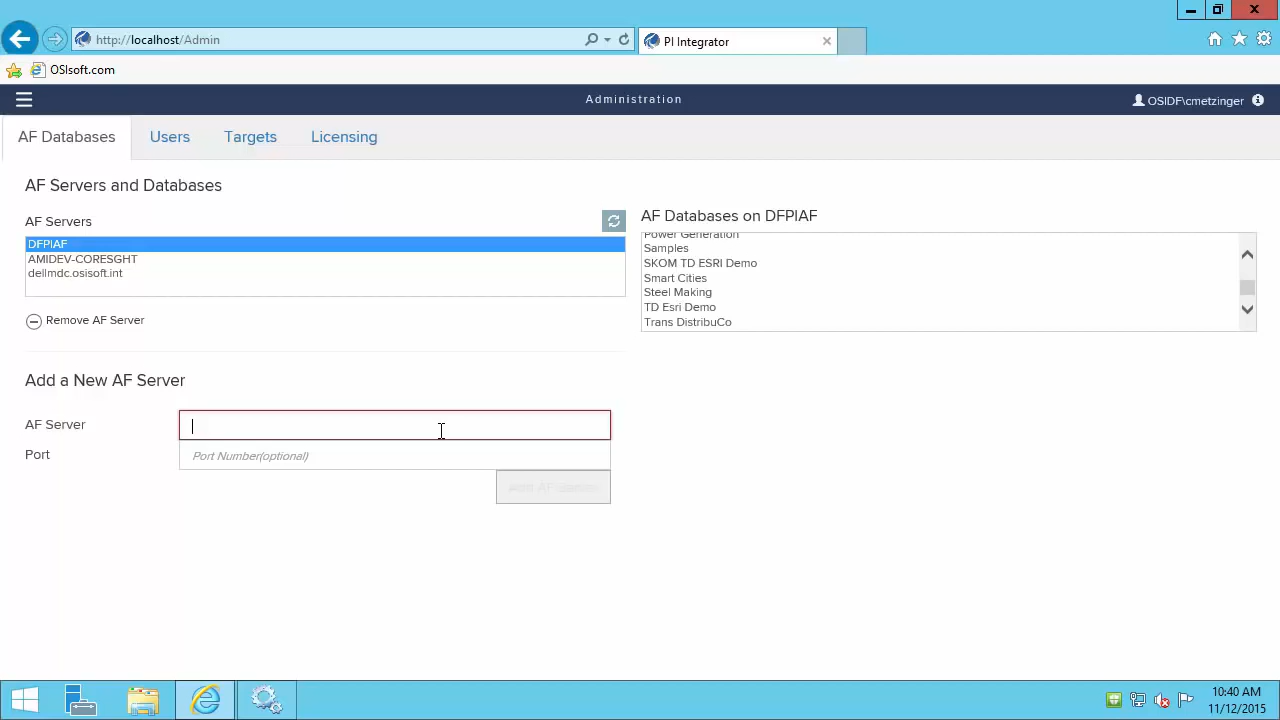 http://localhost/Admin
PI Integrator
OSIsoft.com
Administration
OSIDF\cmetzinger
AF Databases
Users
Targets
Licensing
AF Servers and Databases
AF Servers
AF Databases on DFPIAF
DFPIAF
AMIDEV-CORESGHT
dellmdc.osisoft.int
Power Generation
Samples
SKOM TD ESRI Demo
Smart Cities
Steel Making
TD Esri Demo
Trans DistribuCo
Remove AF Server
Add a New AF Server
AF Server
Port
Port Number(optional)
10:40 AM
11/12/2015